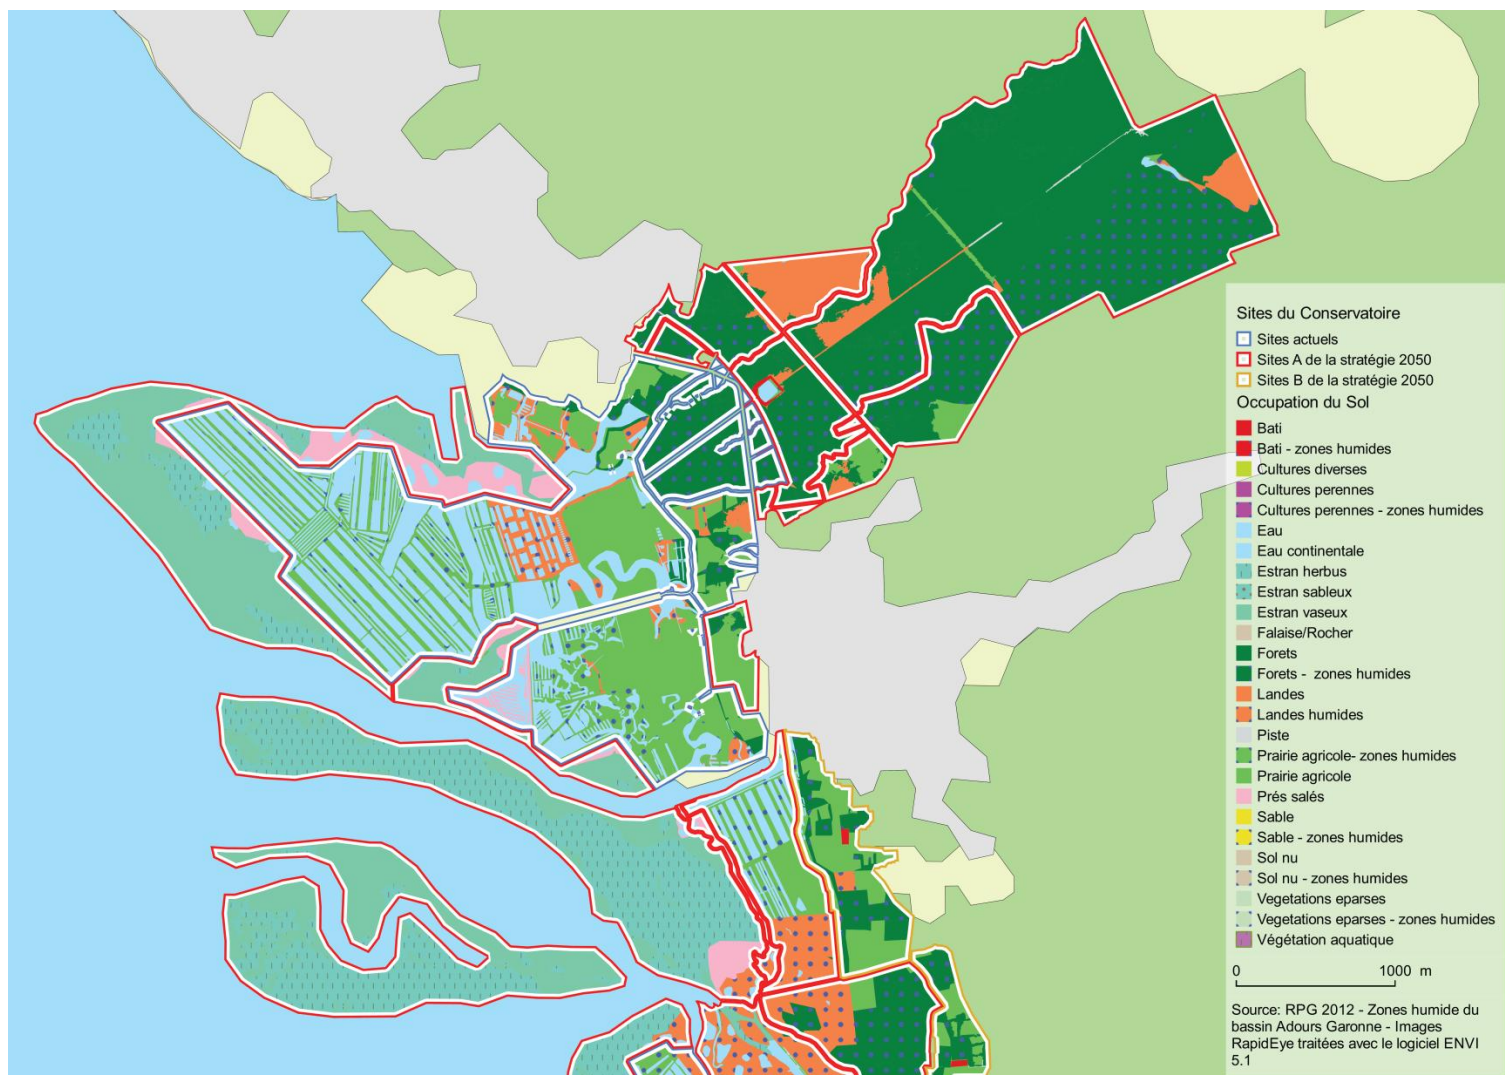 Sites du Conservatoire
Sites actuels
Sites A de la stratégie 2050
Sites B de la stratégie 2050
Occupation du Sol
Bati
Bati - zones humides
Cultures diverses
Cultures perennes
Cultures perennes - zones humides
Eau
Eau continentale
Estran herbus
Estran sableux
Estran vaseux
Falaise/Rocher
Forets
Forets - zones humides
Landes
Landes humides
Piste
Prairie agricole- zones humides
Prairie agricole
Prés salés
Sable
Sable - zones humides
Sol nu
Sol nu - zones humides
Vegetations eparses
Vegetations eparses - zones humides
Végétation aquatique
0 1000 m
Source: RPG 2012 - Zones humide du
bassin Adours Garonne - Images
RapidEye traitées avec le logiciel ENVI
5.1